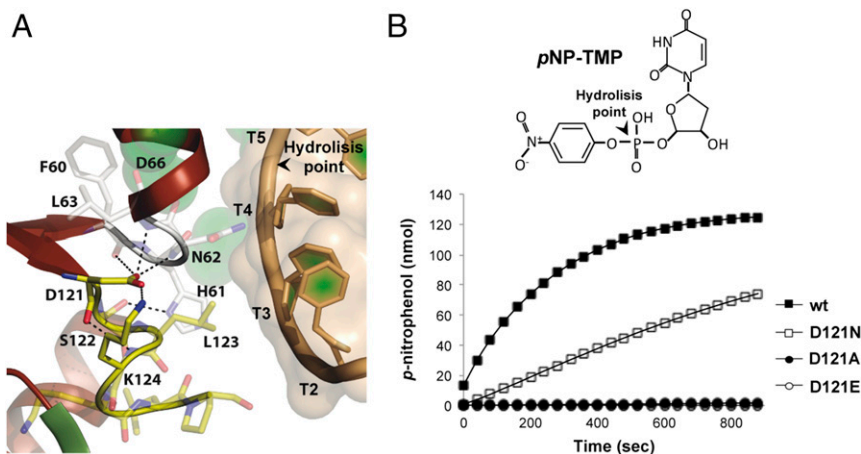 A
T5
Hydrolisis
point
D66
F60
L63
T4
N62
D121
H61
T3
S122
L123
K124
T2
B
pNP-TMP
O
HN
O
N
Hydrolisis
point
OH
O
O
N+
O-
O
P
O
O
OH
p-nitrophenol (nmol)
140
120
100
80
60
40
20
0
0
200
400
600
800
Time (sec)
wt
D121N
D121A
D121E